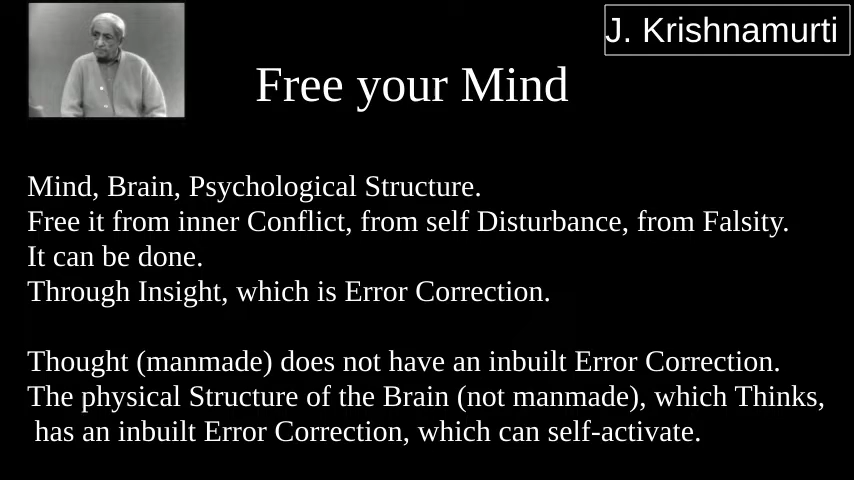 J. Krishnamurti
Free your Mind
Mind, Brain, Psychological Structure.
Free it from inner Conflict, from self Disturbance, from Falsity.
It can be done.
Through Insight, which is Error Correction.
Thought (manmade) does not have an inbuilt Error Correction.
The physical Structure of the Brain (not manmade), which Thinks,
has an inbuilt Error Correction, which can self-activate.